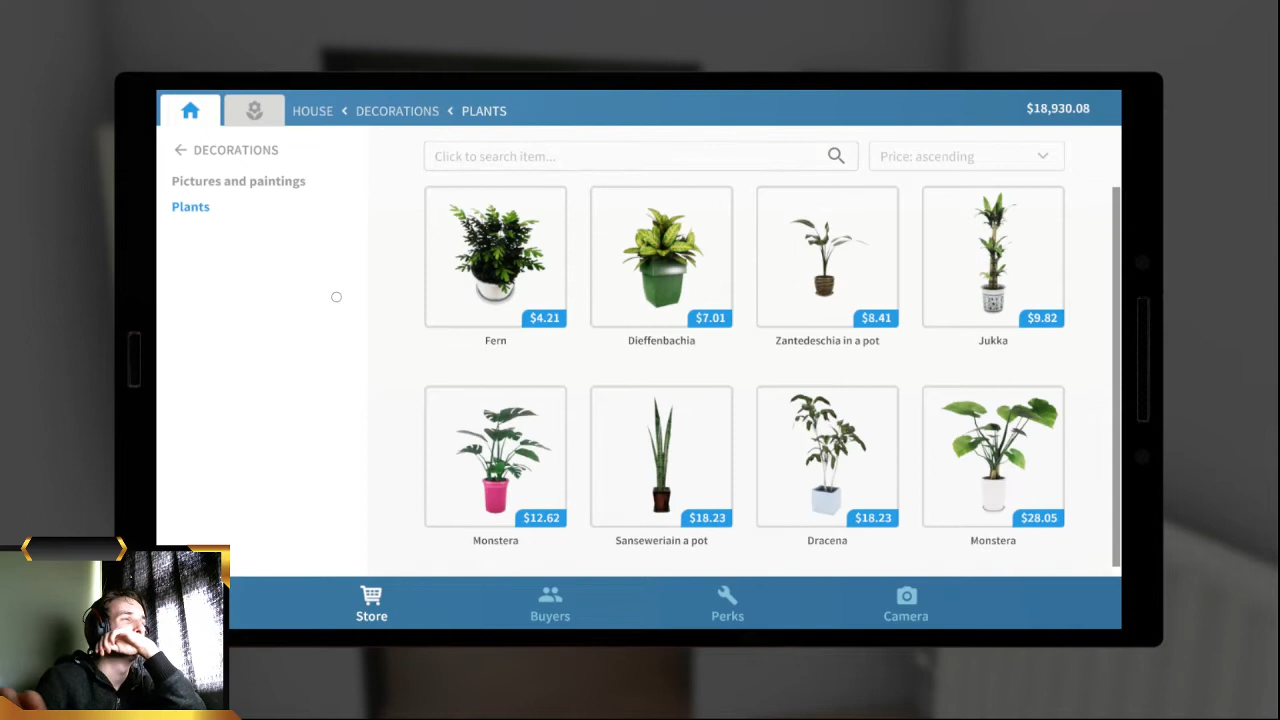 HOUSE < DECORATIONS < PLANTS
$18,930.08
DECORATIONS
Pictures and paintings
Plants
Click to search item...
Price: ascending
$4.21
$7.01
$8.41
$9.82
Fern
Dieffenbachia
Zantedeschia in a pot
Jukka
$12.62
$18.23
$18.23
$28.05
Monstera
Sanseweriain a pot
Dracena
Monstera
Store
Buyers
Perks
Camera